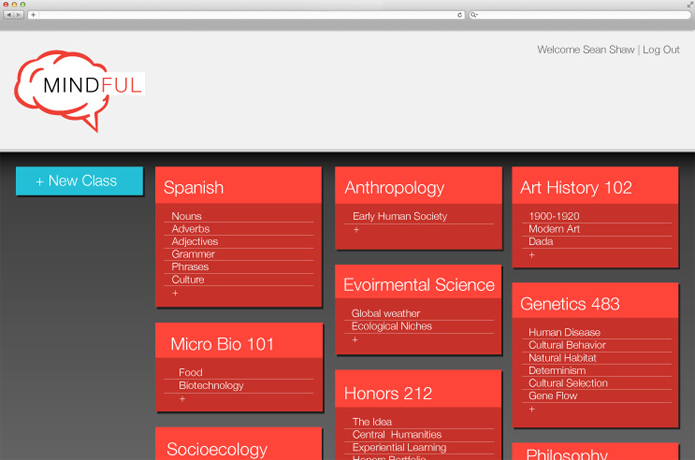 Welcome Sean Shaw | Log Out
MINDFUL
+ New Class
Spanish
Nouns
Adverbs
Adjectives
Grammer
Phrases
Culture
+
Micro Bio 101
Food
Biotechnology
+
Socioecology
Anthropology
Early Human Society
+
Evoirmental Science
Global weather
Ecological Niches
+
Honors 212
The Idea
Central Humanities
Experiential Learning
Honors Portfolio
Art History 102
1900-1920
Modern Art
Dada
+
Genetics 483
Human Disease
Cultural Behavior
Natural Habitat
Determinism
Cultural Selection
Gene Flow
+
Philosophy